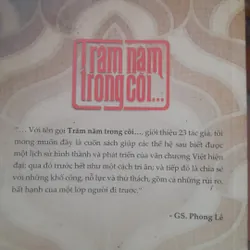 Trăm năm
trong cõi...
"... Với tên gọi Trăm năm trong cõi...., giới thiệu 23 tác giả, tôi
mong muốn đây là cuốn sách giúp các thế hệ sau biết được
một lịch sử hình thành và phát triển của văn chương Việt hiện
đại; qua đó trước hết như một cách tri ân; và tiếp đó là chia sẻ
với những khổ công, nỗ lực và thử thách, gồm cả những rủi ro,
bất hạnh của một lớp người đi trước."
- GS. Phong Lê